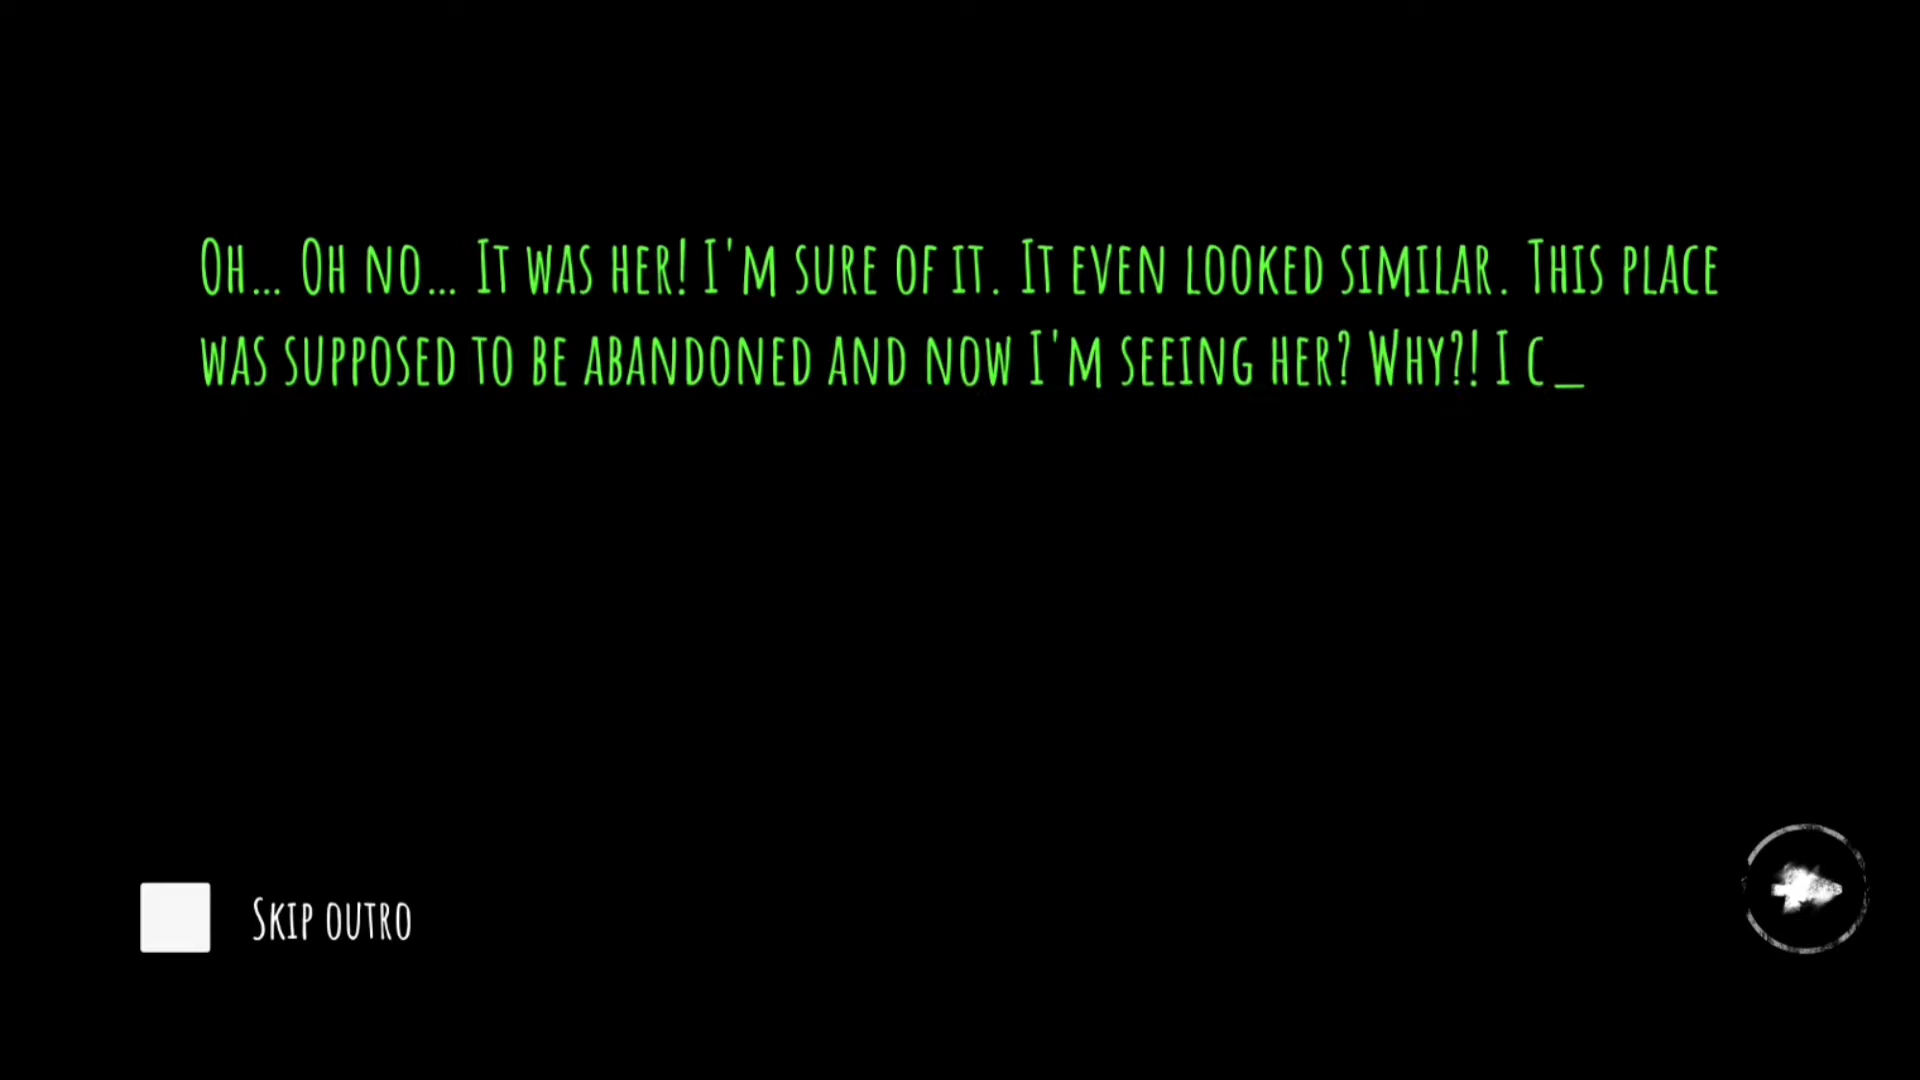 Oh... Oh no... It was her! I'm sure of it. It even looked similar. This place
was supposed to be abandoned and now I'm seeing her? Why?! I c_
Skip outro